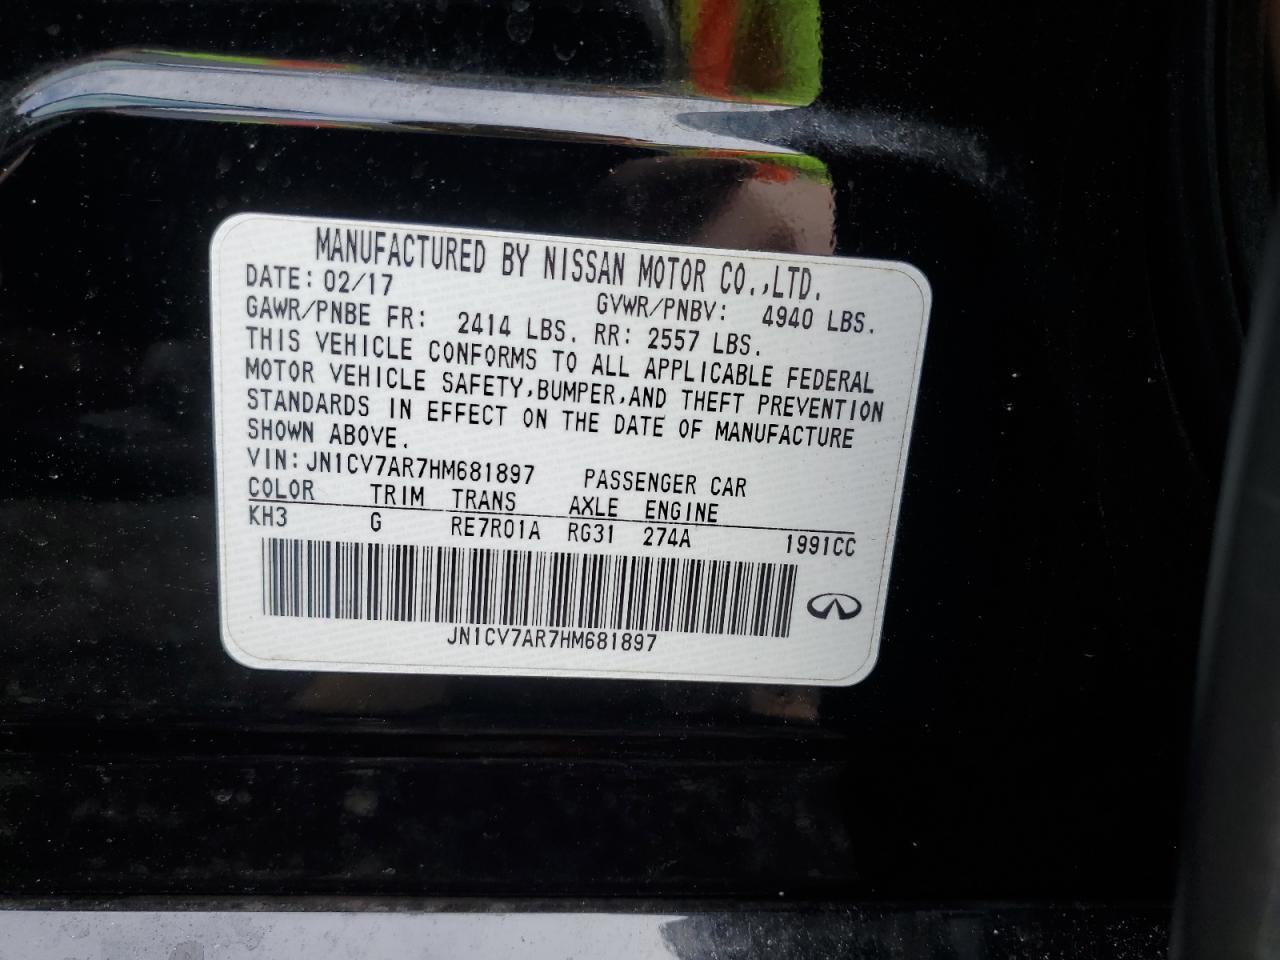 MANUFACTURED BY NISSAN MOTOR CO.,LTD.
DATE: 02/17 GVWR/PNBV: 4940 LBS.
GAWR/PNBE FR: 2414 LBS. RR: 2557 LBS.
THIS VEHICLE CONFORMS TO ALL APPLICABLE FEDERAL
MOTOR VEHICLE SAFETY,BUMPER,AND THEFT PREVENTION
STANDARDS IN EFFECT ON THE DATE OF MANUFACTURE
SHOWN ABOVE.
VIN:JN1CV7AR7HM681897 PASSENGER CAR
COLOR TRIM TRANS AXLE ENGINE
KH3 G RE7R01A RG31 274A 1991CC
JN1CV7AR7HM681897